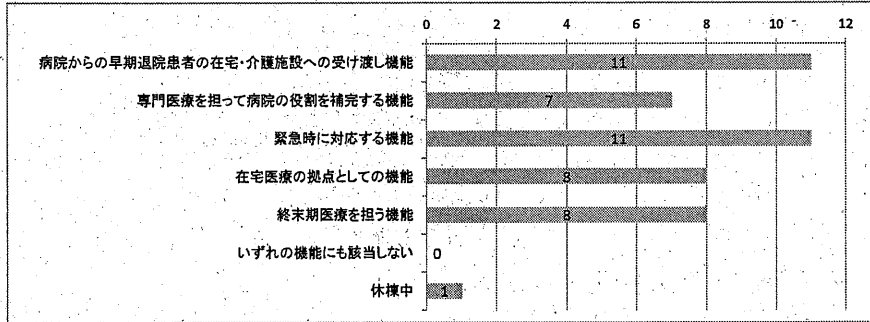 0 2 4 6 8 10 12
病院からの早期退院患者の在宅・介護施設への受け渡し機能 11
専門医療を担って病院の役割を補完する機能 7
緊急時に対応する機能 11
在宅医療の拠点としての機能 8
終末期医療を担う機能 8
いずれの機能にも該当しない 0
休棟中 1